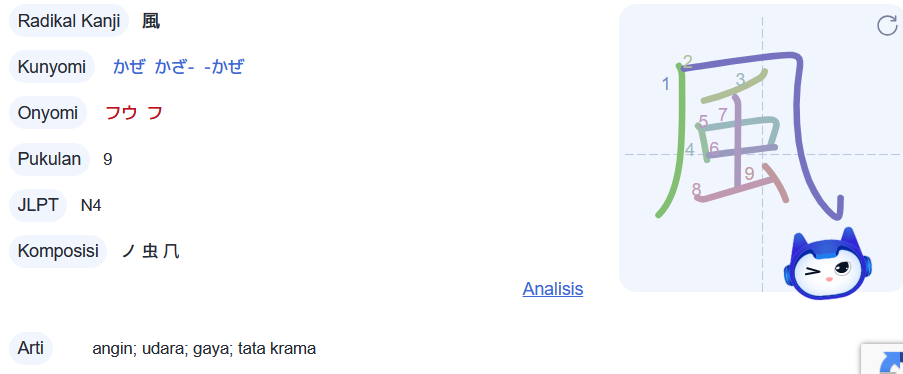 Radikal Kanji 風
Kunyomi かぜ かざ- -かぜ
Onyomi フウ フ
Pukulan 9
JLPT N4
Komposisi ノ 虫 几
Analisis
Arti angin; udara; gaya; tata krama
1
2
3
4
5
6
7
8
9
風